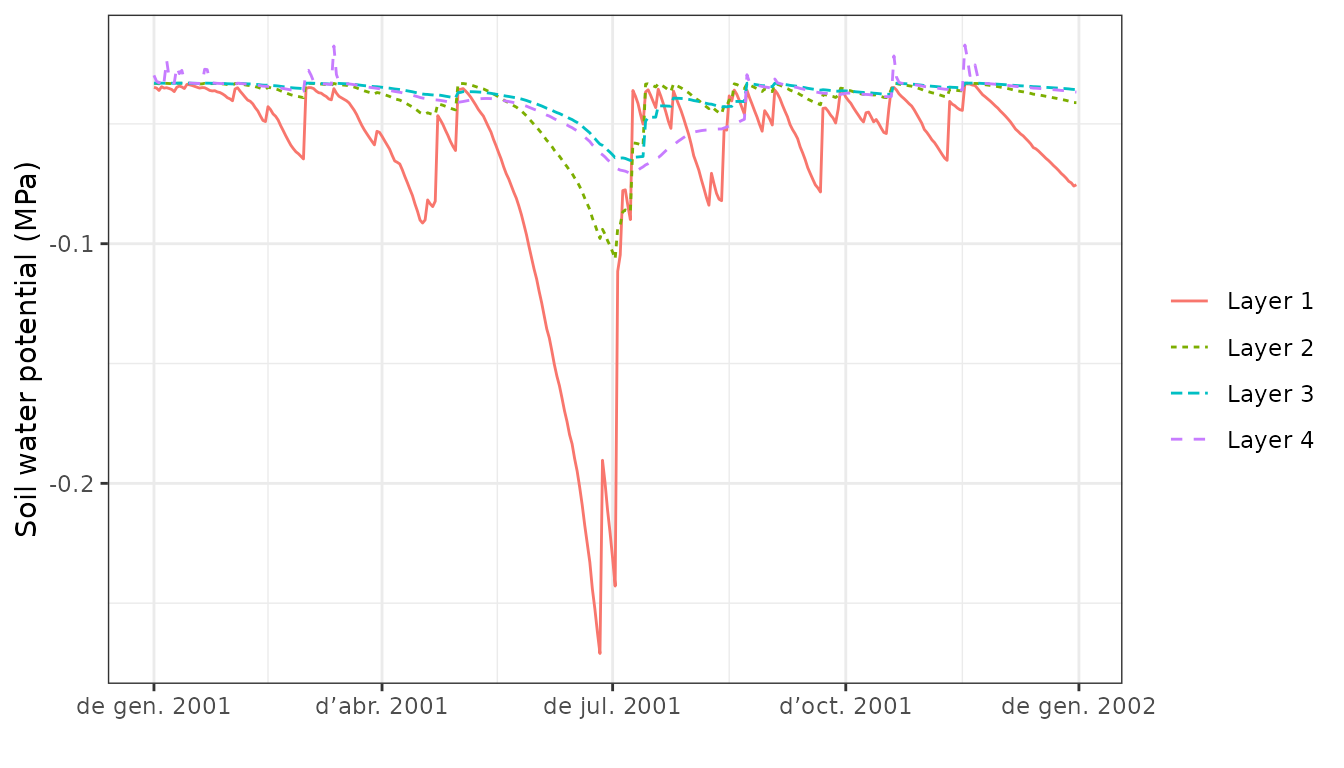 Soil water potential (MPa)
-0.1
-0.2
de gen. 2001
d’abr. 2001
de jul. 2001
d’oct. 2001
de gen. 2002
Layer 1
Layer 2
Layer 3
Layer 4